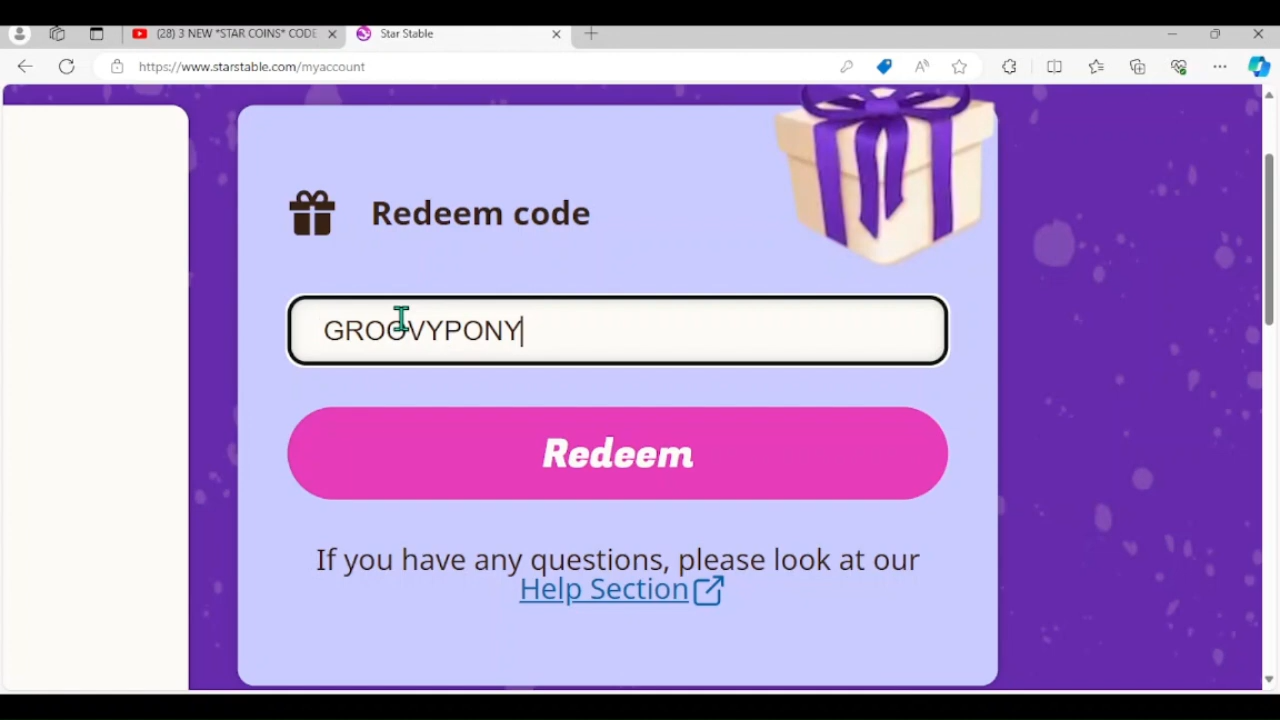 (28) 3 NEW *STAR COINS* CODE
Star Stable
https://www.starstable.com/myaccount
Redeem code
GROOVYPONY
Redeem
If you have any questions, please look at our
Help Section